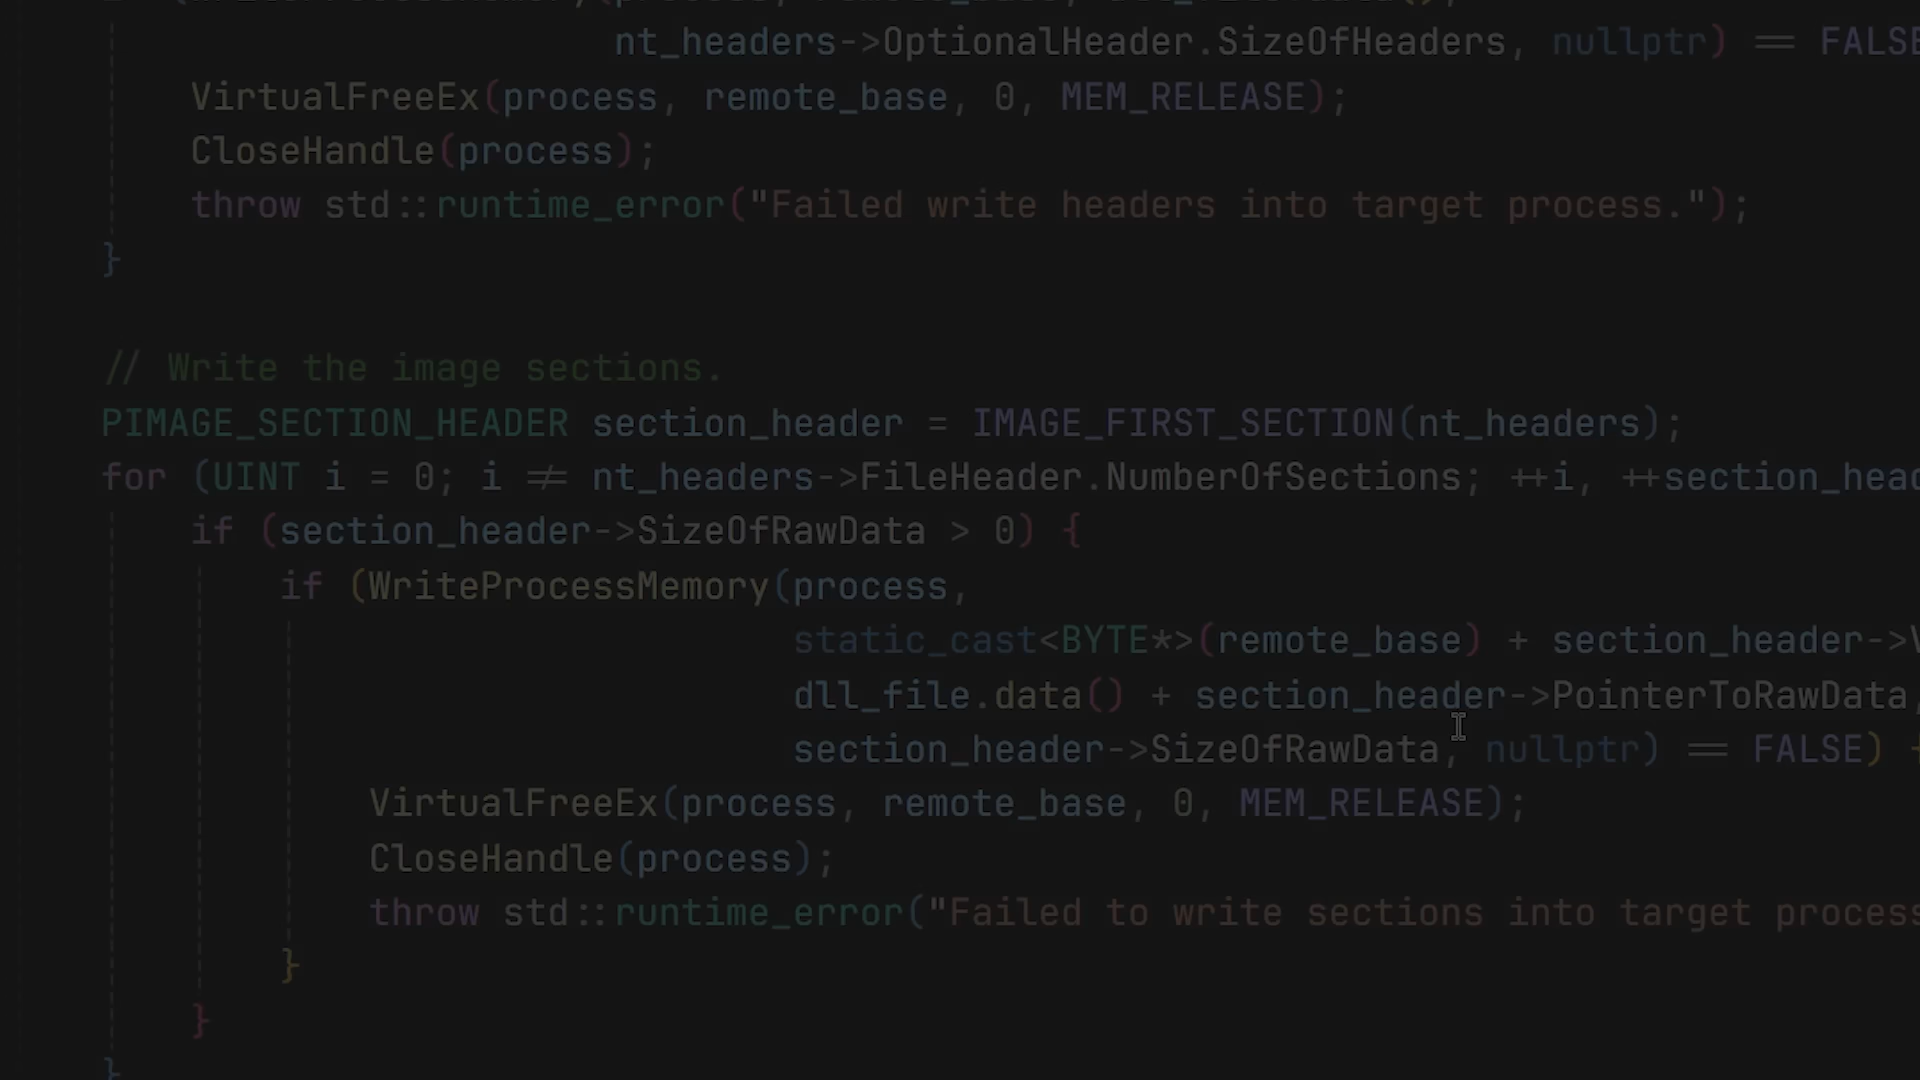 nt_headers->OptionalHeader.SizeOfHeaders, nullptr) == FALSE
VirtualFreeEx(process, remote_base, 0, MEM_RELEASE);
CloseHandle(process);
throw std::runtime_error("Failed write headers into target process.");
}
// Write the image sections.
PIMAGE_SECTION_HEADER section_header = IMAGE_FIRST_SECTION(nt_headers);
for (UINT i = 0; i != nt_headers->FileHeader.NumberOfSections; ++i, ++section_head
if (section_header->SizeOfRawData > 0) {
if (WriteProcessMemory(process,
static_cast<BYTE*>(remote_base) + section_header->V
dll_file.data() + section_header->PointerToRawData,
section_header->SizeOfRawData, nullptr) == FALSE) {
VirtualFreeEx(process, remote_base, 0, MEM_RELEASE);
CloseHandle(process);
throw std::runtime_error("Failed to write sections into target process
}
}
}